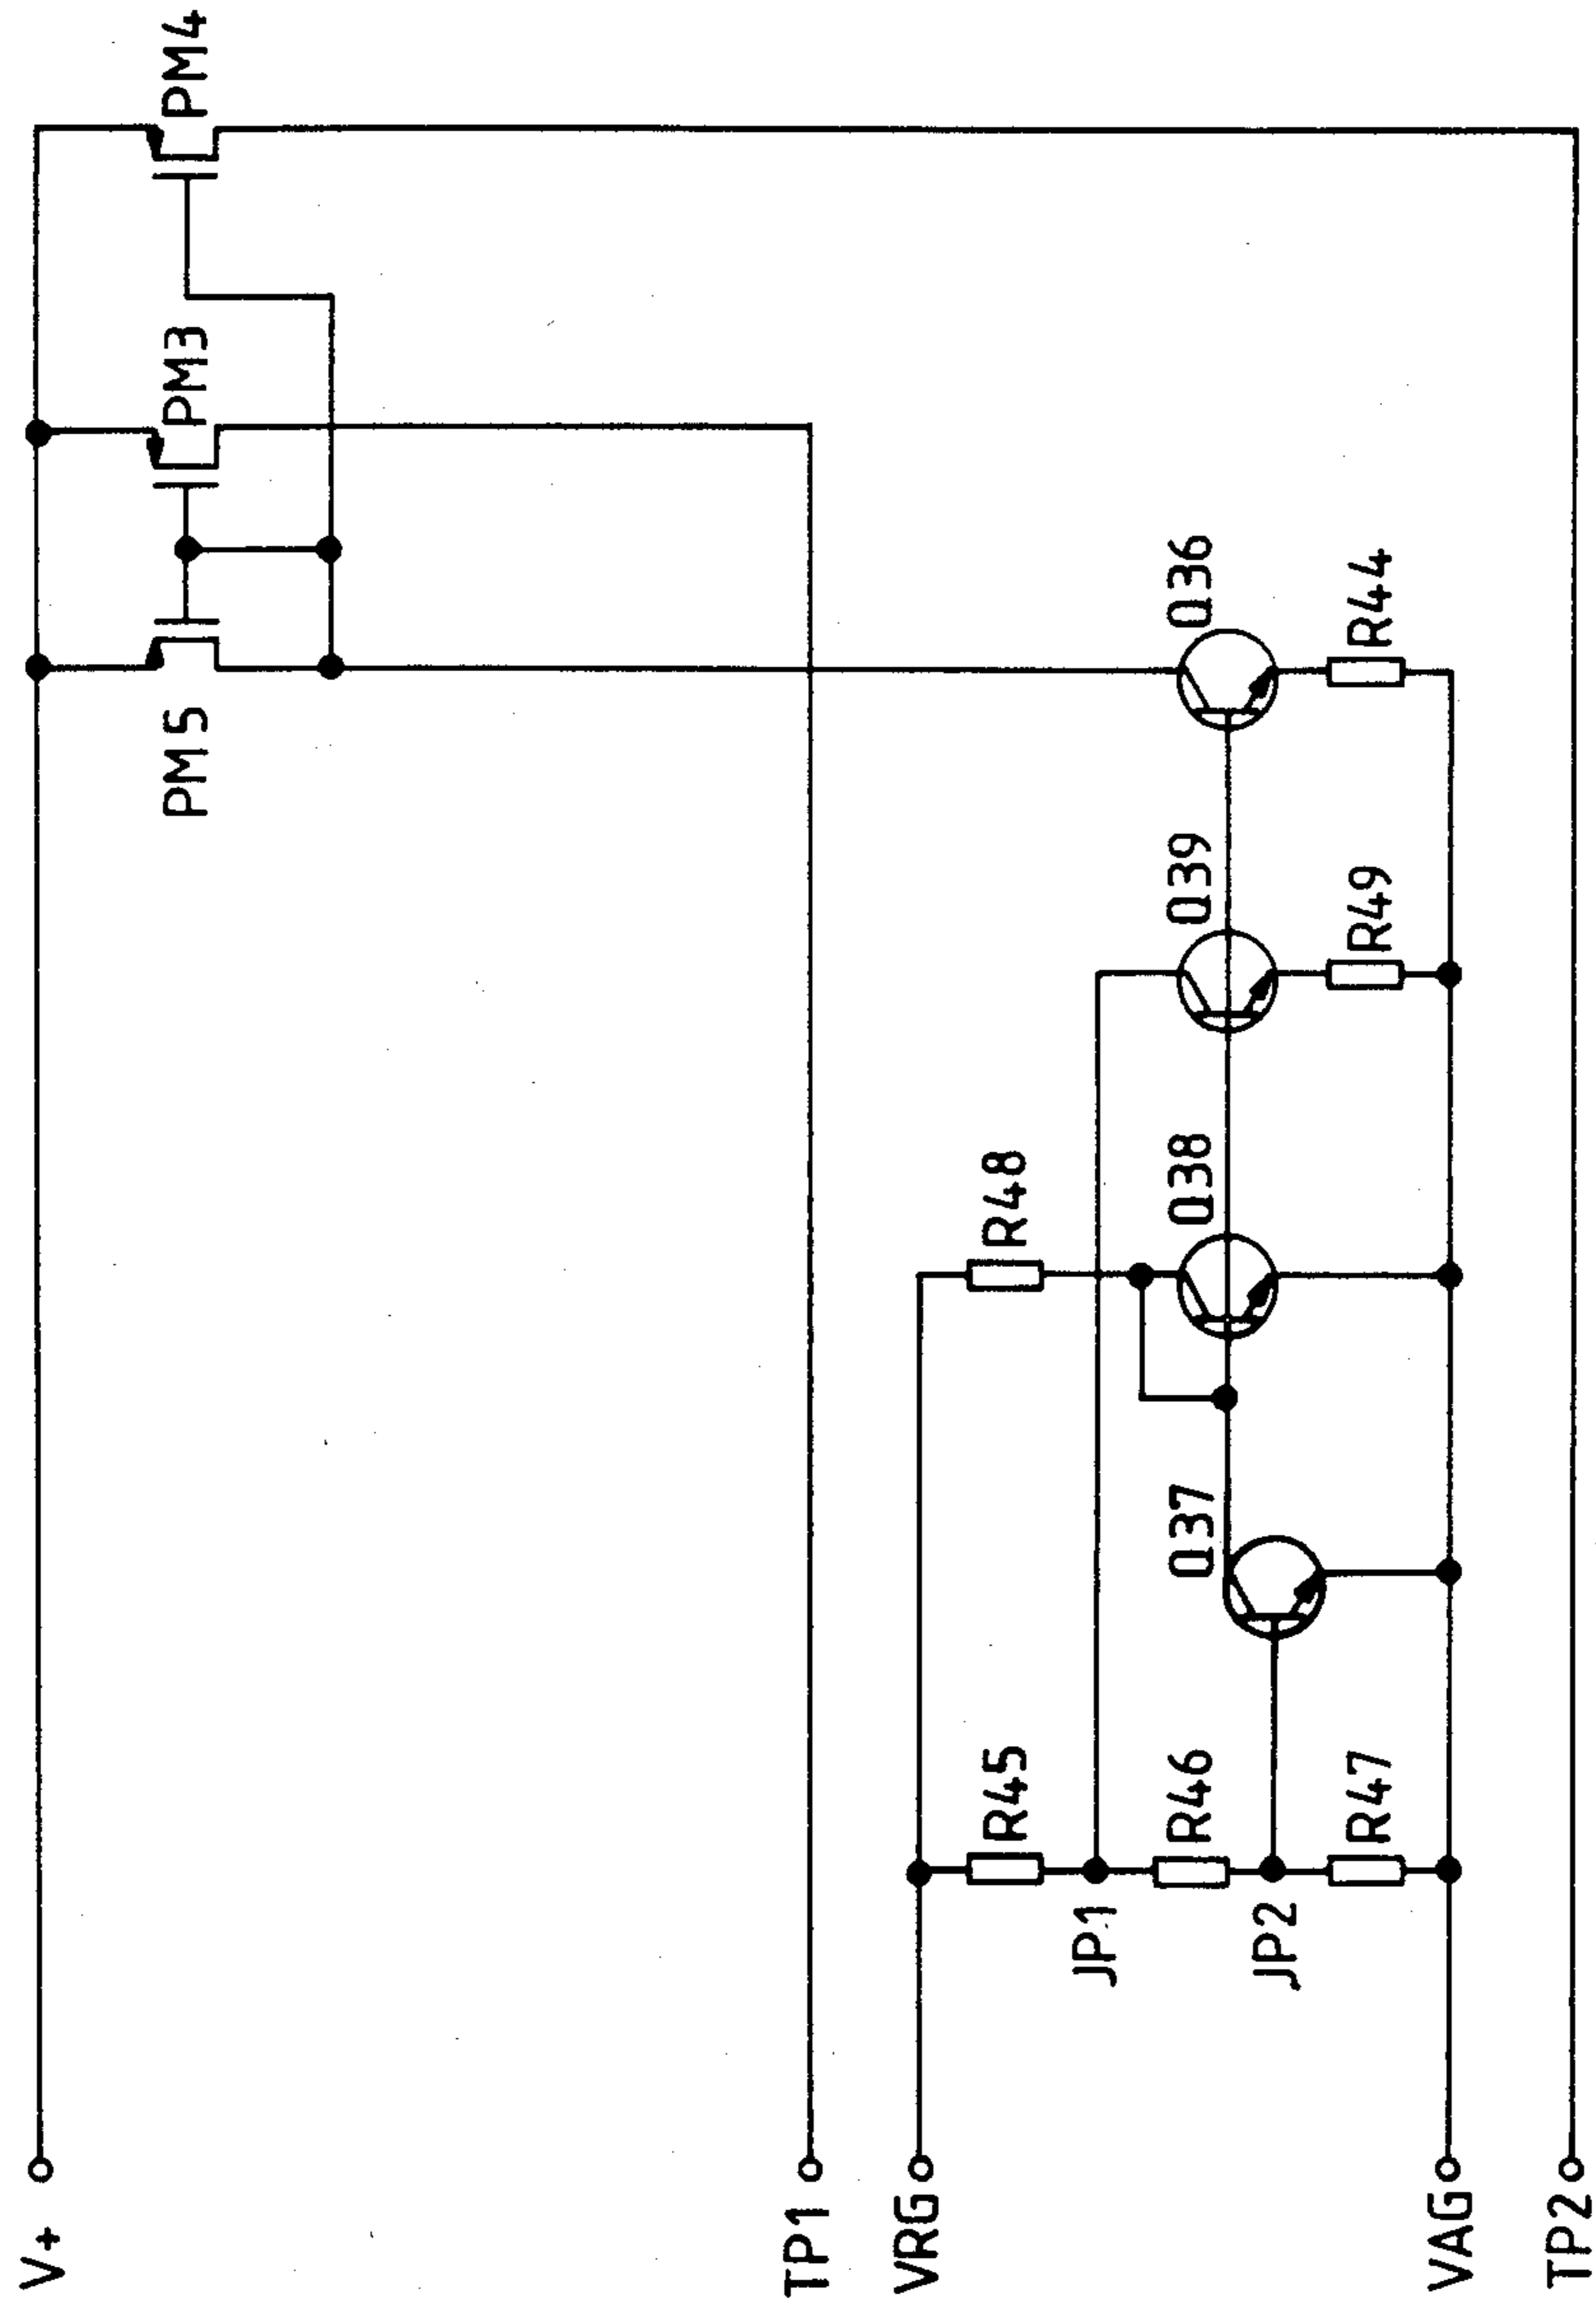 V+
TP1
VRG
VAG
TP2
PM5
PM3
PM4
R45
JP1
R46
JP2
R47
Q37
R48
Q38
Q39
R49
Q36
R44